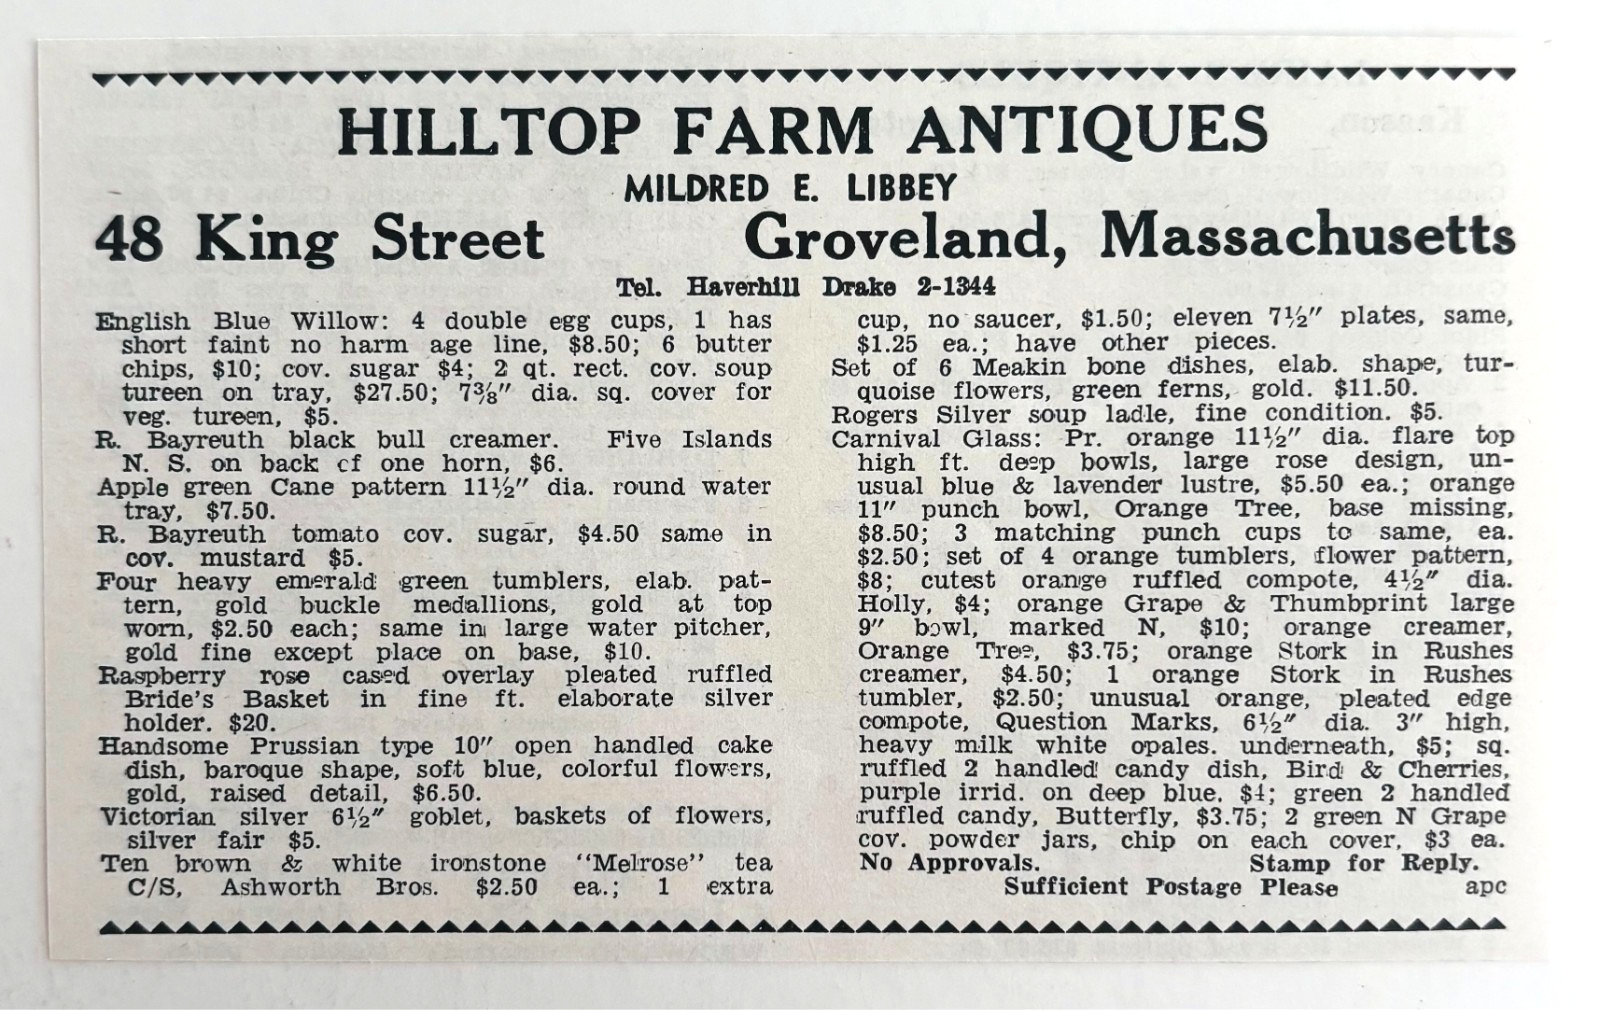 HILLTOP FARM ANTIQUES
MILDRED E. LIBBEY
48 King Street Groveland, Massachusetts
Tel. Haverhill Drake 2-1344
English Blue Willow: 4 double egg cups, 1 has
short faint no harm age line, $8.50; 6 butter
chips, $10; cov. sugar $4; 2 qt. rect. cov. soup
tureen on tray, $27.50; 7⅜" dia. sq. cover for
veg. tureen, $5.
R. Bayreuth black bull creamer. Five Islands
N. S. on back of one horn, $6.
Apple green Cane pattern 11½" dia. round water
tray, $7.50.
R. Bayreuth tomato cov. sugar, $4.50 same in
cov. mustard $5.
Four heavy emerald green tumblers, elab. pat-
tern, gold buckle medallions, gold at top
worn, $2.50 each; same in large water pitcher,
gold fine except place on base, $10.
Raspberry rose cased overlay pleated ruffled
Bride's Basket in fine ft. elaborate silver
holder. $20.
Handsome Prussian type 10" open handled cake
dish, baroque shape, soft blue, colorful flowers,
gold, raised detail, $6.50.
Victorian silver 6½" goblet, baskets of flowers,
silver fair $5.
Ten brown & white ironstone "Melrose" tea
C/S, Ashworth Bros. $2.50 ea.; 1 extra
cup, no saucer, $1.50; eleven 7½" plates, same,
$1.25 ea.; have other pieces.
Set of 6 Meakin bone dishes, elab. shape, tur-
quoise flowers, green ferns, gold. $11.50.
Rogers Silver soup ladle, fine condition. $5.
Carnival Glass: Pr. orange 11½" dia. flare top
high ft. deep bowls, large rose design, un-
usual blue & lavender lustre, $5.50 ea.; orange
11" punch bowl, Orange Tree, base missing,
$8.50; 3 matching punch cups to same, ea.
$2.50; set of 4 orange tumblers, flower pattern,
$8; cutest orange ruffled compote, 4½" dia.
Holly, $4; orange Grape & Thumbprint large
9" bowl, marked N, $10; orange creamer,
Orange Tree, $3.75; orange Stork in Rushes
creamer, $4.50; 1 orange Stork in Rushes
tumbler, $2.50; unusual orange, pleated edge
compote, Question Marks, 6½" dia. 3" high,
heavy milk white opales. underneath, $5; sq.
ruffled 2 handled candy dish, Bird & Cherries,
purple irrid. on deep blue. $4; green 2 handled
ruffled candy, Butterfly, $3.75; 2 green N Grape
cov. powder jars, chip on each cover, $3 ea.
No Approvals. Stamp for Reply.
Sufficient Postage Please apc